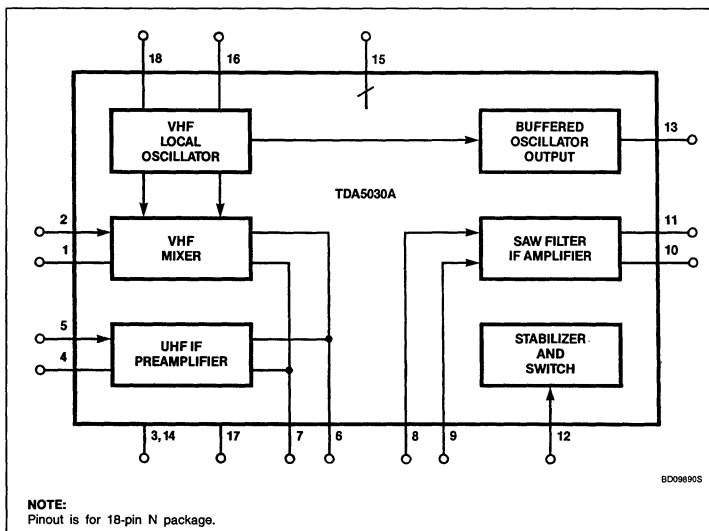 18
16
15
VHF
LOCAL
OSCILLATOR
BUFFERED
OSCILLATOR
OUTPUT
13
TDA5030A
2
1
VHF
MIXER
SAW FILTER
IF AMPLIFIER
11
10
5
4
UHF IF
PREAMPLIFIER
STABILIZER
AND
SWITCH
3, 14
17
7
6
8
9
12
BD09890S
NOTE:
Pinout is for 18-pin N package.